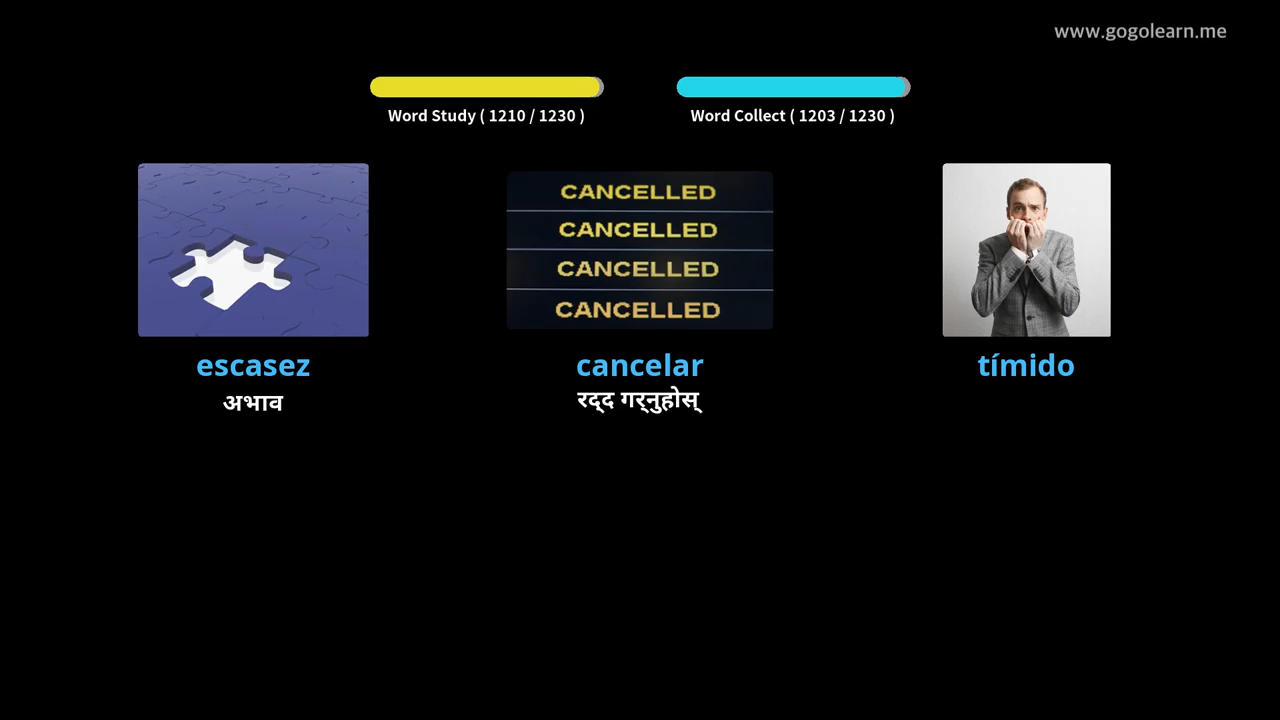 www.gogolearn.me
Word Study ( 1210 / 1230 )
Word Collect ( 1203 / 1230 )
CANCELLED
CANCELLED
CANCELLED
CANCELLED
escasez
cancelar
tímido
अभाव
रद्द गर्नुहोस्